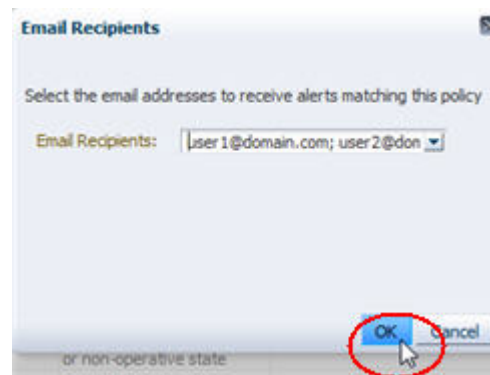 Email Recipients
Select the email addresses to receive alerts matching this policy
Email Recipients: user1@domain.com; user2@don
OK Cancel
or non-operative state